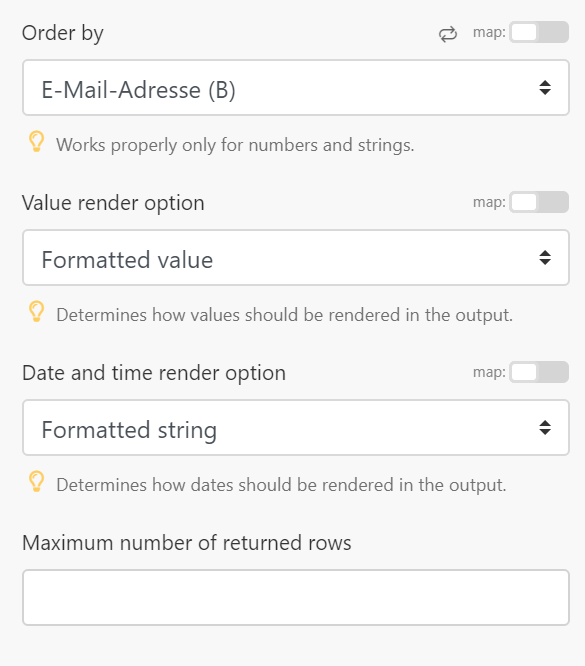 Order by map:
E-Mail-Adresse (B)
Works properly only for numbers and strings.
Value render option map:
Formatted value
Determines how values should be rendered in the output.
Date and time render option map:
Formatted string
Determines how dates should be rendered in the output.
Maximum number of returned rows